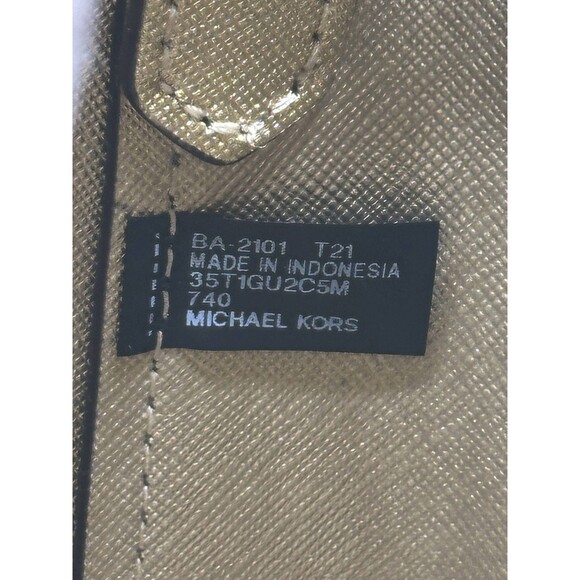 BA-2101 T21
MADE IN INDONESIA
35T1GU2C5M
740
MICHAEL KORS